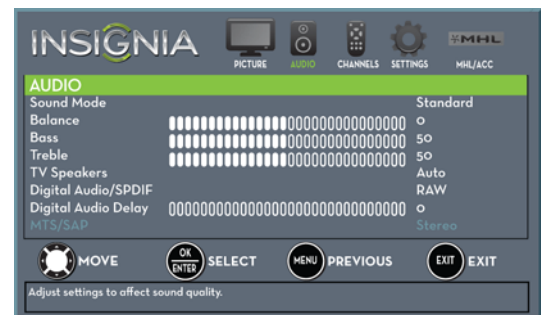 INSIGNIA
PICTURE AUDIO CHANNELS SETTINGS MHL/ACC
MHL
AUDIO
Sound Mode Standard
Balance 0
Bass 50
Treble 50
TV Speakers Auto
Digital Audio/SPDIF RAW
Digital Audio Delay 0
MTS/SAP Stereo
MOVE OK ENTER SELECT MENU PREVIOUS EXIT EXIT
Adjust settings to affect sound quality.